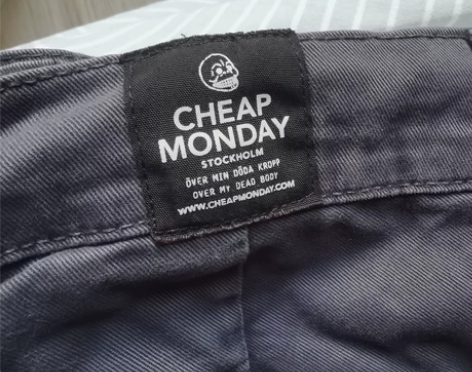 CHEAP
MONDAY
STOCKHOLM
ÖVER MIN DÖDA KROPP
OVER MY DEAD BODY
WWW.CHEAPMONDAY.COM